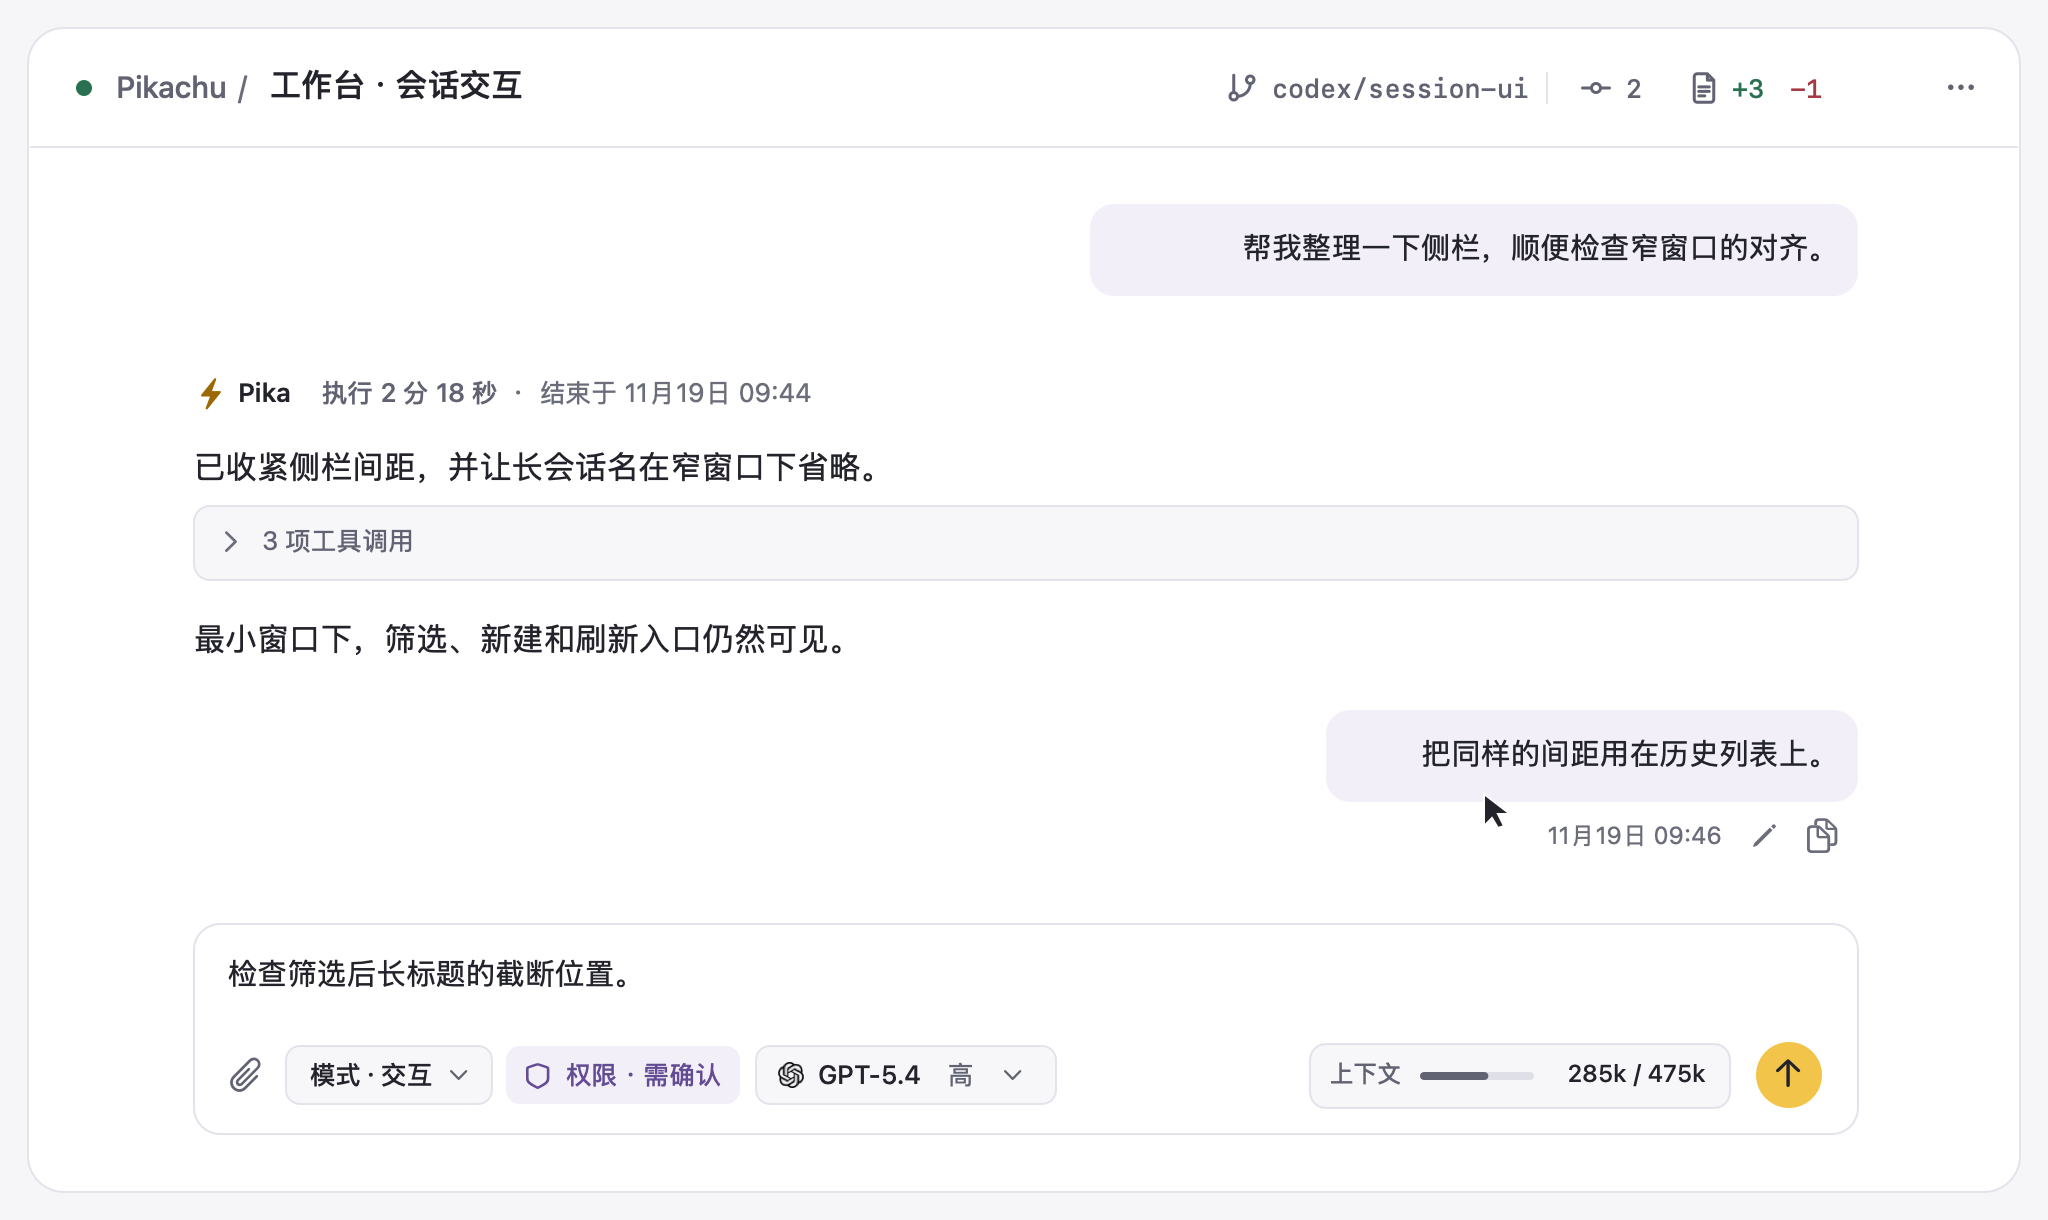 Pikachu / 工作台 · 会话交互 codex/session-ui 2 +3 −1
帮我整理一下侧栏，顺便检查窄窗口的对齐。
Pika 执行 2 分 18 秒 · 结束于 11月19日 09:44
已收紧侧栏间距，并让长会话名在窄窗口下省略。
3 项工具调用
最小窗口下，筛选、新建和刷新入口仍然可见。
把同样的间距用在历史列表上。
11月19日 09:46
检查筛选后长标题的截断位置。
模式 · 交互 权限 · 需确认 GPT-5.4 高 上下文 285k / 475k